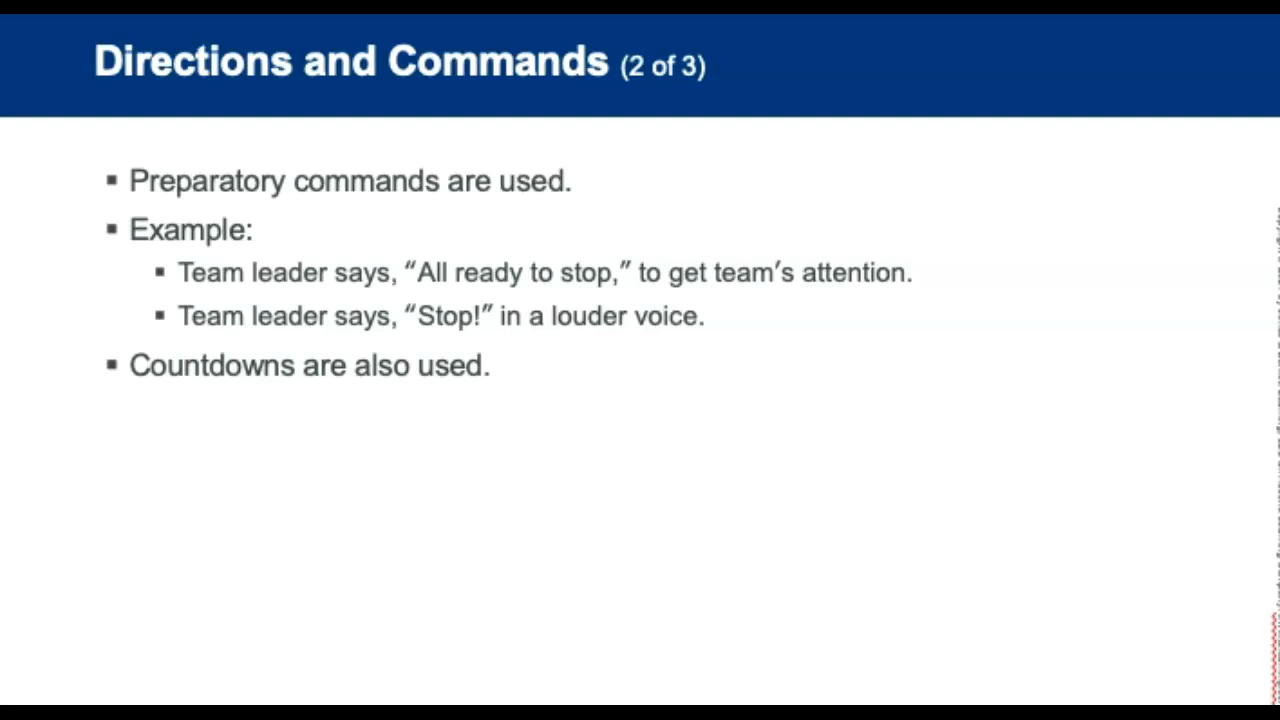 Directions and Commands (2 of 3)
▪ Preparatory commands are used.
▪ Example:
▪ Team leader says, “All ready to stop,” to get team’s attention.
▪ Team leader says, “Stop!” in a louder voice.
▪ Countdowns are also used.